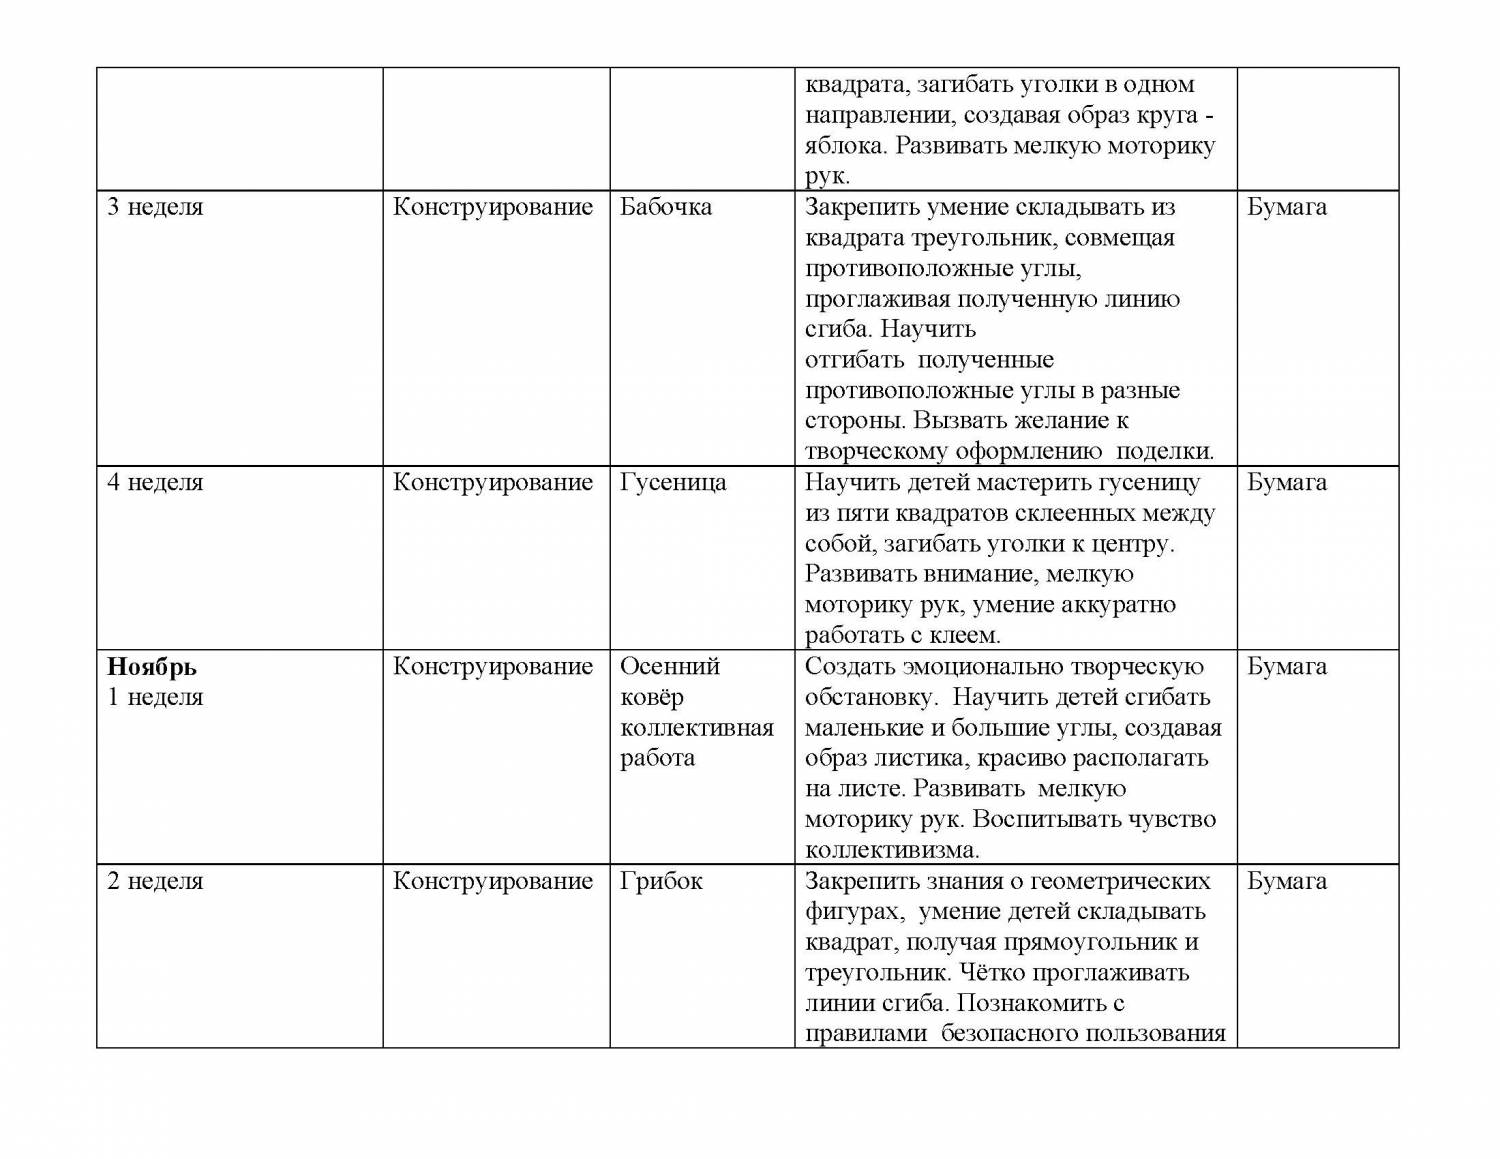 квадрата, загибать уголки в одном
направлении, создавая образ круга -
яблока. Развивать мелкую моторику
рук.
3 неделя
Конструирование
Бабочка
Закрепить умение складывать из
квадрата треугольник, совмещая
противоположные углы,
проглаживая полученную линию
сгиба. Научить
отгибать  полученные
противоположные углы в разные
стороны. Вызвать желание к
творческому оформлению  поделки.
Бумага
4 неделя
Конструирование
Гусеница
Научить детей мастерить гусеницу
из пяти квадратов склеенных между
собой, загибать уголки к центру.
Развивать внимание, мелкую
моторику рук, умение аккуратно
работать с клеем.
Бумага
Ноябрь
1 неделя
Конструирование
Осенний
ковёр
коллективная
работа
Создать эмоционально творческую
обстановку.  Научить детей сгибать
маленькие и большие углы, создавая
образ листика, красиво располагать
на листе. Развивать  мелкую
моторику рук. Воспитывать чувство
коллективизма.
Бумага
2 неделя
Конструирование
Грибок
Закрепить знания о геометрических
фигурах,  умение детей складывать
квадрат, получая прямоугольник и
треугольник. Чётко проглаживать
линии сгиба. Познакомить с
правилами  безопасного пользования
Бумага